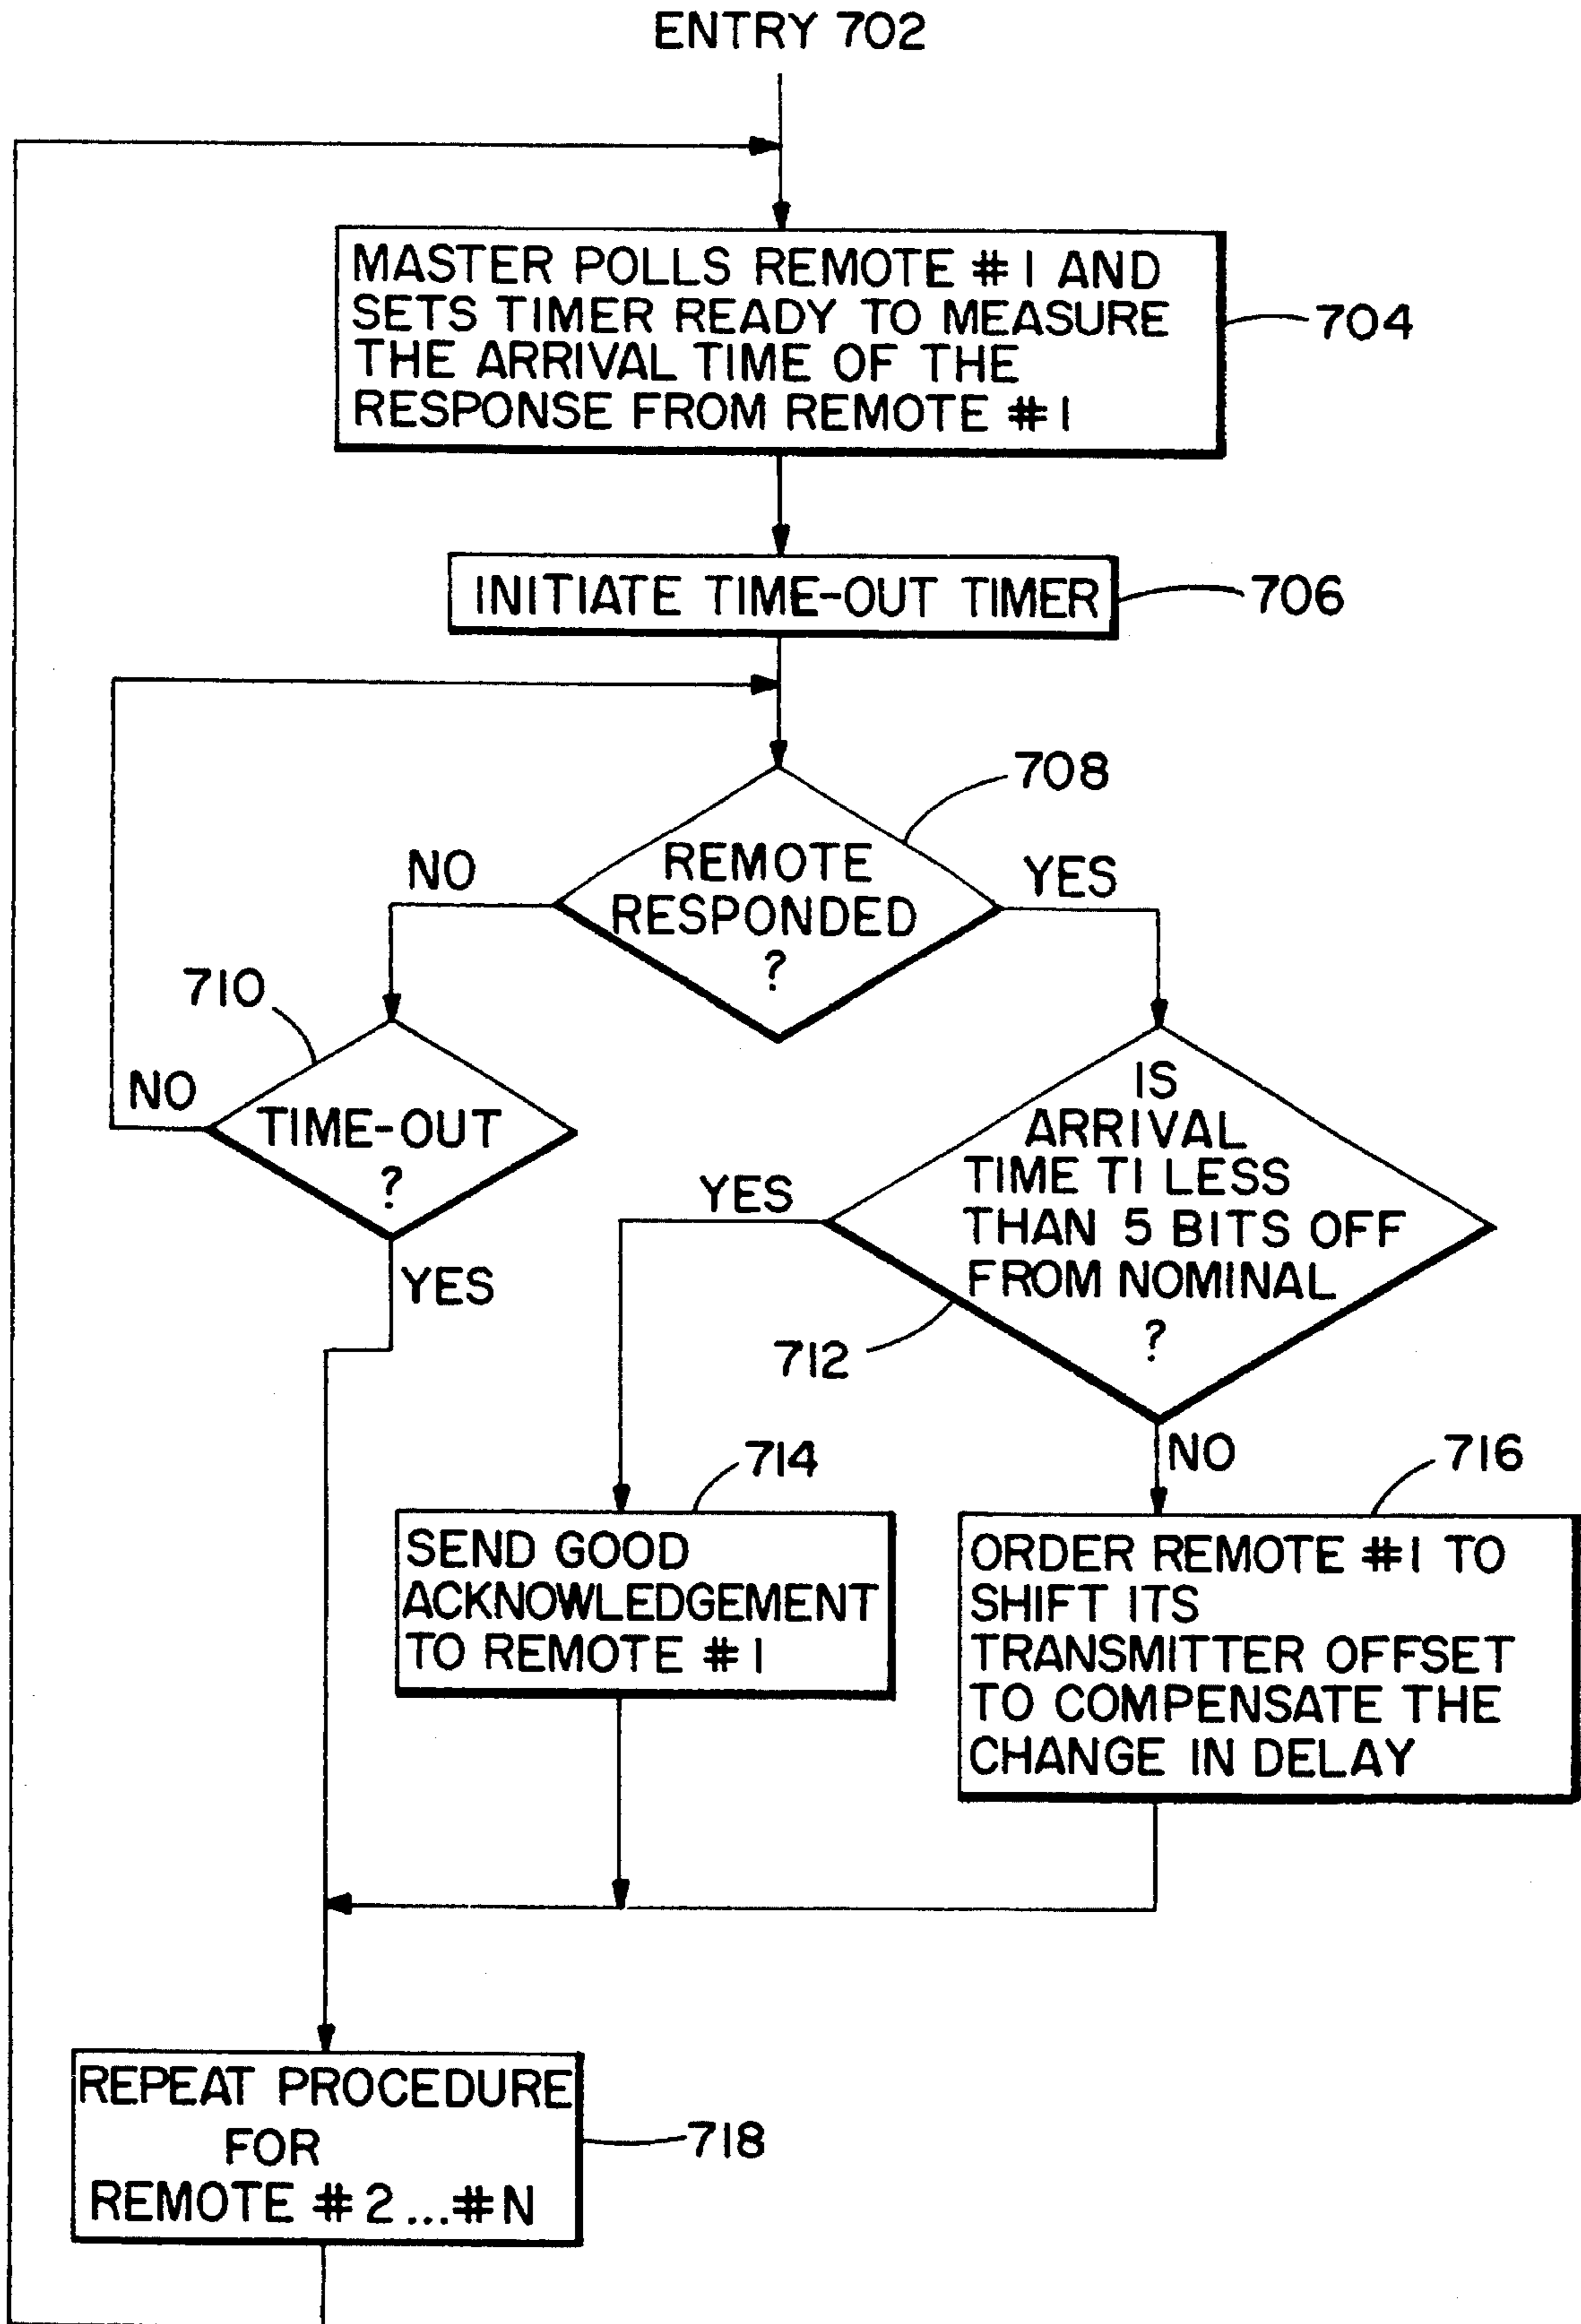 ENTRY 702
MASTER POLLS REMOTE #1 AND
SETS TIMER READY TO MEASURE
THE ARRIVAL TIME OF THE
RESPONSE FROM REMOTE #1
704
INITIATE TIME-OUT TIMER
706
708
REMOTE
RESPONDED
?
NO
YES
710
TIME-OUT
?
NO
YES
IS
ARRIVAL
TIME T1 LESS
THAN 5 BITS OFF
FROM NOMINAL
?
YES
712
NO
714
SEND GOOD
ACKNOWLEDGEMENT
TO REMOTE #1
716
ORDER REMOTE #1 TO
SHIFT ITS
TRANSMITTER OFFSET
TO COMPENSATE THE
CHANGE IN DELAY
REPEAT PROCEDURE
FOR
REMOTE #2...#N
718